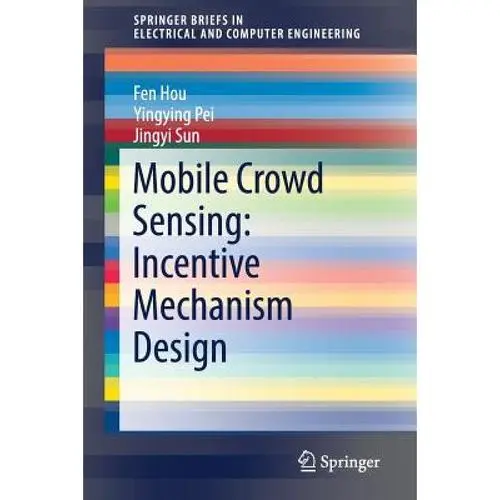 SPRINGER BRIEFS IN
ELECTRICAL AND COMPUTER ENGINEERING
Fen Hou
Yingying Pei
Jingyi Sun
Mobile Crowd
Sensing:
Incentive
Mechanism
Design
Springer